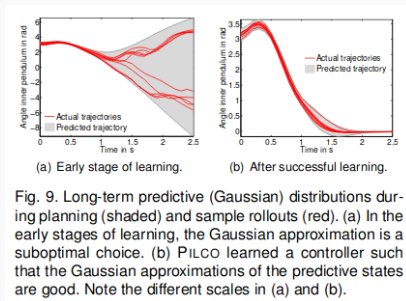 Angle inner pendulum in rad
6
4
2
0
−2
−4
−6
−8
Actual trajectories
Predicted trajectory
0 0.5 1 1.5 2 2.5
Time in s
(a) Early stage of learning.
Angle inner pendulum in rad
3.5
3
2.5
2
1.5
1
0.5
0
Actual trajectories
Predicted trajectory
0 0.5 1 1.5 2 2.5
Time in s
(b) After successful learning.
Fig. 9. Long-term predictive (Gaussian) distributions dur-
ing planning (shaded) and sample rollouts (red). (a) In the
early stages of learning, the Gaussian approximation is a
suboptimal choice. (b) PILCO learned a controller such
that the Gaussian approximations of the predictive states
are good. Note the different scales in (a) and (b).